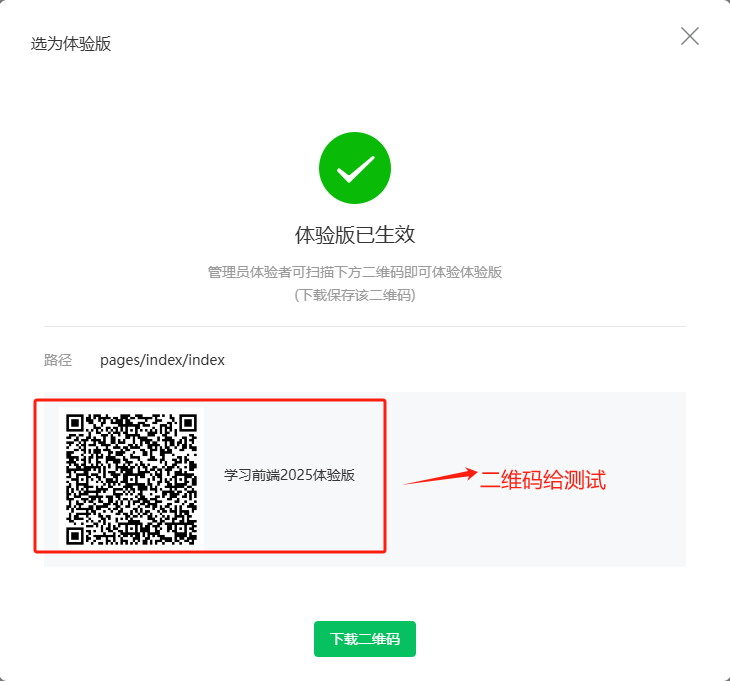 选为体验版
体验版已生效
管理员体验者可扫描下方二维码即可体验体验版
(下载保存该二维码)
路径 pages/index/index
学习前端2025体验版
二维码给测试
下载二维码